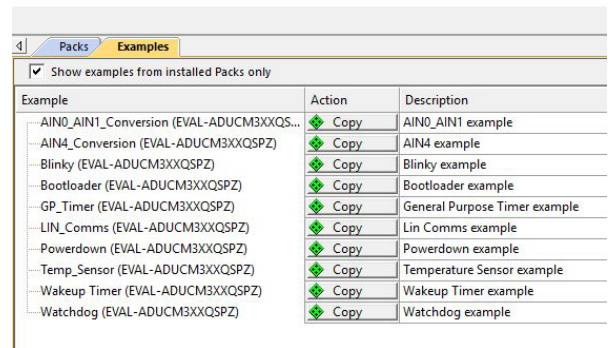 Packs Examples
Show examples from installed Packs only
Example Action Description
AIN0_AIN1_Conversion (EVAL-ADUCM3XXQS... Copy AIN0_AIN1 example
AIN4_Conversion (EVAL-ADUCM3XXQSPZ) Copy AIN4 example
Blinky (EVAL-ADUCM3XXQSPZ) Copy Blinky example
Bootloader (EVAL-ADUCM3XXQSPZ) Copy Bootloader example
GP_Timer (EVAL-ADUCM3XXQSPZ) Copy General Purpose Timer example
LIN_Comms (EVAL-ADUCM3XXQSPZ) Copy Lin Comms example
Powerdown (EVAL-ADUCM3XXQSPZ) Copy Powerdown example
Temp_Sensor (EVAL-ADUCM3XXQSPZ) Copy Temperature Sensor example
Wakeup Timer (EVAL-ADUCM3XXQSPZ) Copy Wakeup Timer example
Watchdog (EVAL-ADUCM3XXQSPZ) Copy Watchdog example